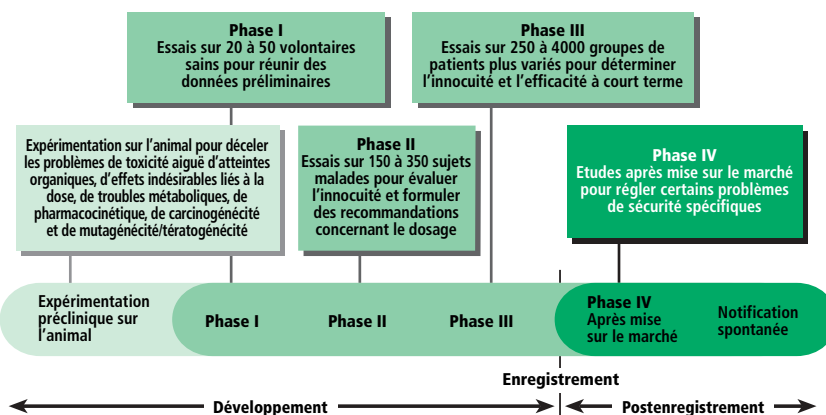 Phase I
Essais sur 20 à 50 volontaires
sains pour réunir des
données préliminaires
Phase III
Essais sur 250 à 4000 groupes de
patients plus variés pour déterminer
l'innocuité et l'efficacité à court terme
Expérimentation sur l'animal pour déceler
les problèmes de toxicité aiguë d'atteintes
organiques, d'effets indésirables liés à la
dose, de troubles métaboliques, de
pharmacocinétique, de carcinogénécité
et de mutagénécité/tératogénécité
Phase II
Essais sur 150 à 350 sujets
malades pour évaluer
l'innocuité et formuler
des recommandations
concernant le dosage
Phase IV
Etudes après mise sur le marché
pour régler certains problèmes
de sécurité spécifiques
Expérimentation
préclinique sur
l'animal
Phase I
Phase II
Phase III
Phase IV
Après mise
sur le marché
Notification
spontanée
Enregistrement
Développement
Postenregistrement